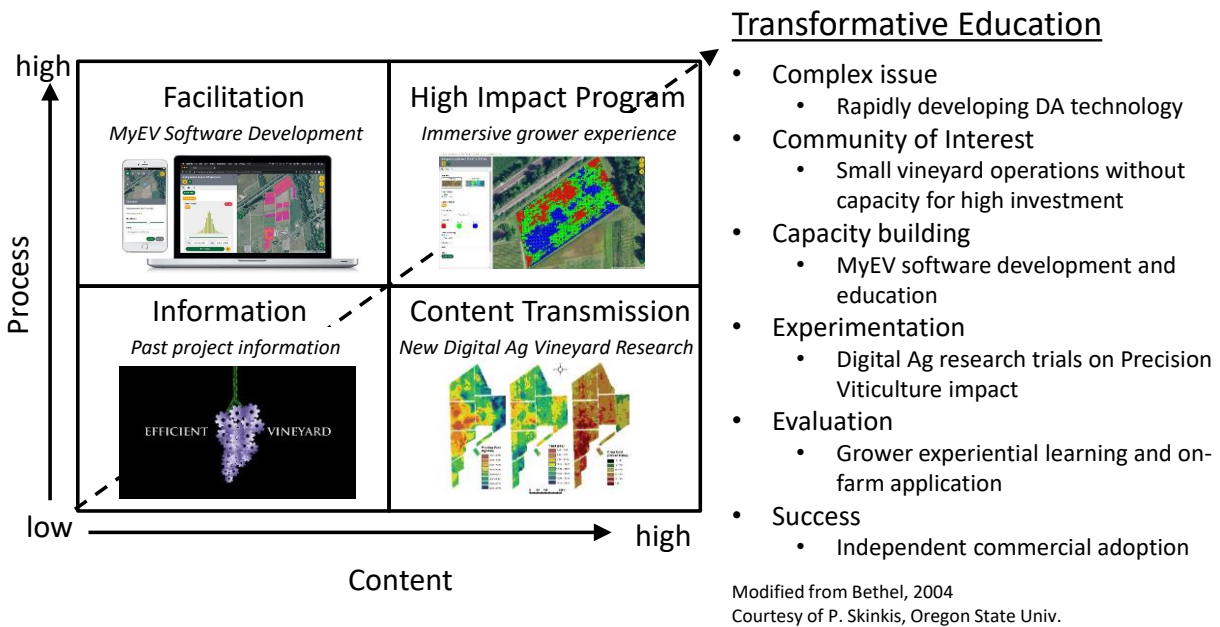 Transformative Education
high
Facilitation
MyEV Software Development
High Impact Program
Immersive grower experience
Process
Information
Past project information
EFFICIENT VINEYARD
Content Transmission
New Digital Ag Vineyard Research
low
high
Content
• Complex issue
• Rapidly developing DA technology
• Community of Interest
• Small vineyard operations without
capacity for high investment
• Capacity building
• MyEV software development and
education
• Experimentation
• Digital Ag research trials on Precision
Viticulture impact
• Evaluation
• Grower experiential learning and on-
farm application
• Success
• Independent commercial adoption
Modified from Bethel, 2004
Courtesy of P. Skinkis, Oregon State Univ.